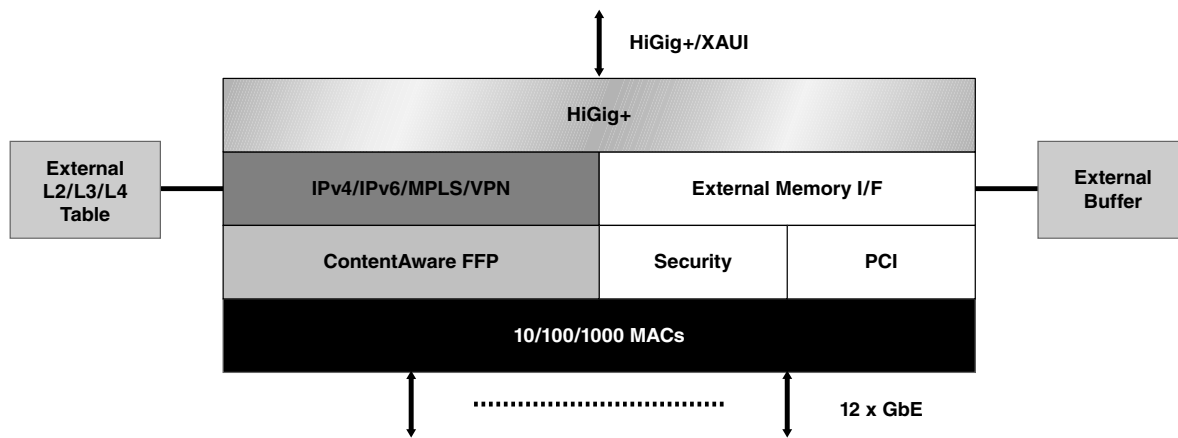 HiGig+/XAUI
HiGig+
External
L2/L3/L4
Table
IPv4/IPv6/MPLS/VPN
External Memory I/F
External
Buffer
ContentAware FFP
Security
PCI
10/100/1000 MACs
12 x GbE